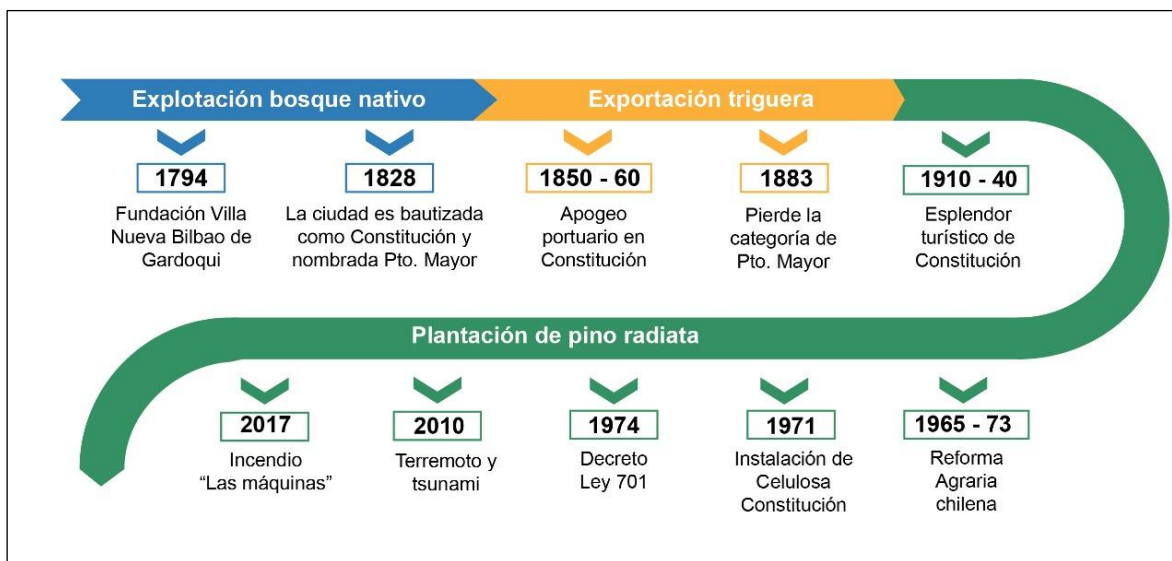 Explotación bosque nativo
Exportación triguera
1794
Fundación Villa
Nueva Bilbao de
Gardoqui
1828
La ciudad es bautizada
como Constitución y
nombrada Pto. Mayor
1850 - 60
Apogeo
portuario en
Constitución
1883
Pierde la
categoría de
Pto. Mayor
1910 - 40
Esplendor
turístico de
Constitución
Plantación de pino radiata
2017
Incendio
“Las máquinas”
2010
Terremoto y
tsunami
1974
Decreto
Ley 701
1971
Instalación de
Celulosa
Constitución
1965 - 73
Reforma
Agraria
chilena